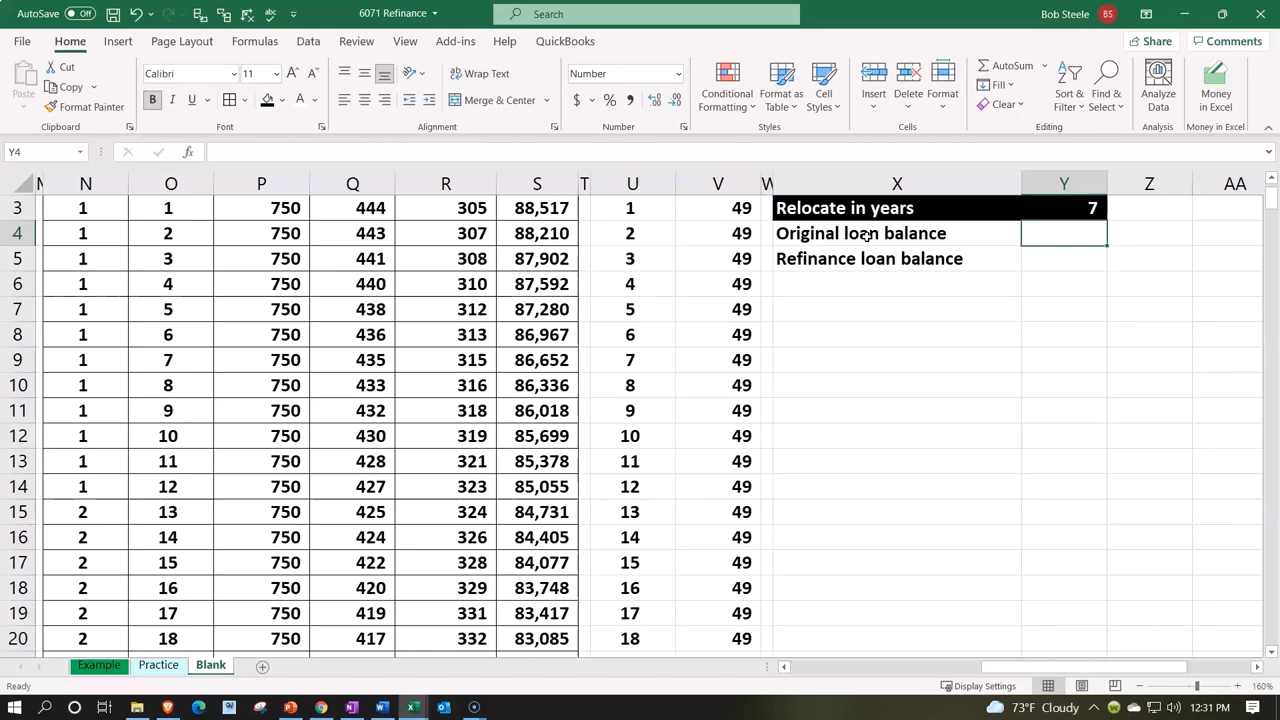 AutoSave Off 6071 Refinance Search Bob Steele BS
File Home Insert Page Layout Formulas Data Review View Add-ins Help QuickBooks Share Comments
Paste Cut Copy Format Painter Clipboard
Calibri 11 A A B I U A Font
Wrap Text Merge & Center Alignment
Number $ % , Number
Conditional Formatting Format as Table Cell Styles Styles
Insert Delete Format Cells
AutoSum Fill Clear Sort & Filter Find & Select Editing
Analyze Data Analysis Money in Excel Money in Excel
Y4 fx
M N O P Q R S T U V W X Y Z AA
3 1 1 750 444 305 88,517 1 49 Relocate in years 7
4 1 2 750 443 307 88,210 2 49 Original loan balance
5 1 3 750 441 308 87,902 3 49 Refinance loan balance
6 1 4 750 440 310 87,592 4 49
7 1 5 750 438 312 87,280 5 49
8 1 6 750 436 313 86,967 6 49
9 1 7 750 435 315 86,652 7 49
10 1 8 750 433 316 86,336 8 49
11 1 9 750 432 318 86,018 9 49
12 1 10 750 430 319 85,699 10 49
13 1 11 750 428 321 85,378 11 49
14 1 12 750 427 323 85,055 12 49
15 2 13 750 425 324 84,731 13 49
16 2 14 750 424 326 84,405 14 49
17 2 15 750 422 328 84,077 15 49
18 2 16 750 420 329 83,748 16 49
19 2 17 750 419 331 83,417 17 49
20 2 18 750 417 332 83,085 18 49
Example Practice Blank
Ready Display Settings 160%
73°F Cloudy 12:31 PM